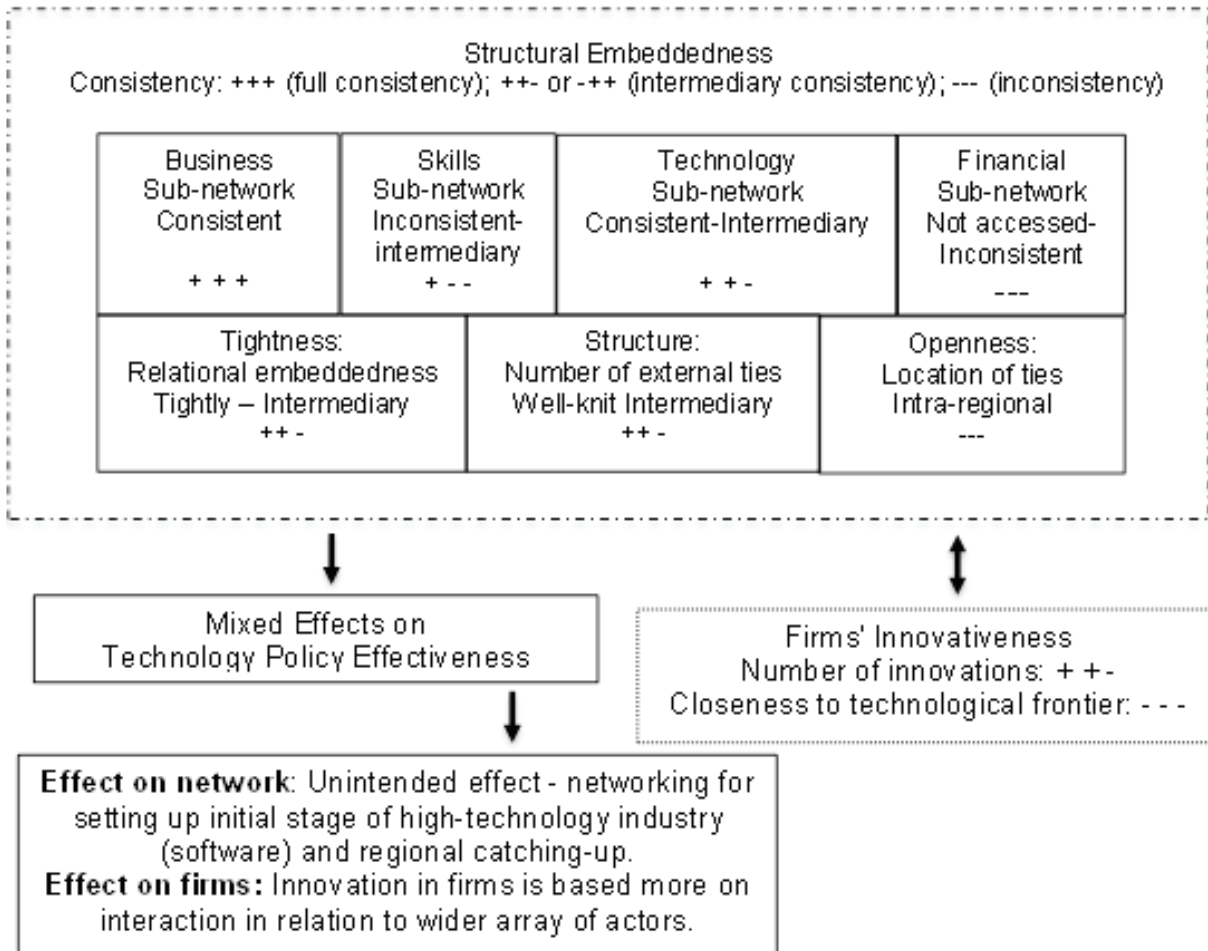 Structural Embeddedness
Consistency: +++ (full consistency); ++- or -++ (intermediary consistency); --- (inconsistency)
Business
Sub-network
Consistent
+ + +
Skills
Sub-network
Inconsistent-
intermediary
+ - -
Technology
Sub-network
Consistent-Intermediary
+ + -
Financial
Sub-network
Not accessed-
Inconsistent
---
Tightness:
Relational embeddedness
Tightly – Intermediary
++ -
Structure:
Number of external ties
Well-knit Intermediary
++ -
Openness:
Location of ties
Intra-regional
---
Mixed Effects on
Technology Policy Effectiveness
Firms' Innovativeness
Number of innovations: + + -
Closeness to technological frontier: - - -
Effect on network: Unintended effect - networking for
setting up initial stage of high-technology industry
(software) and regional catching-up.
Effect on firms: Innovation in firms is based more on
interaction in relation to wider array of actors.